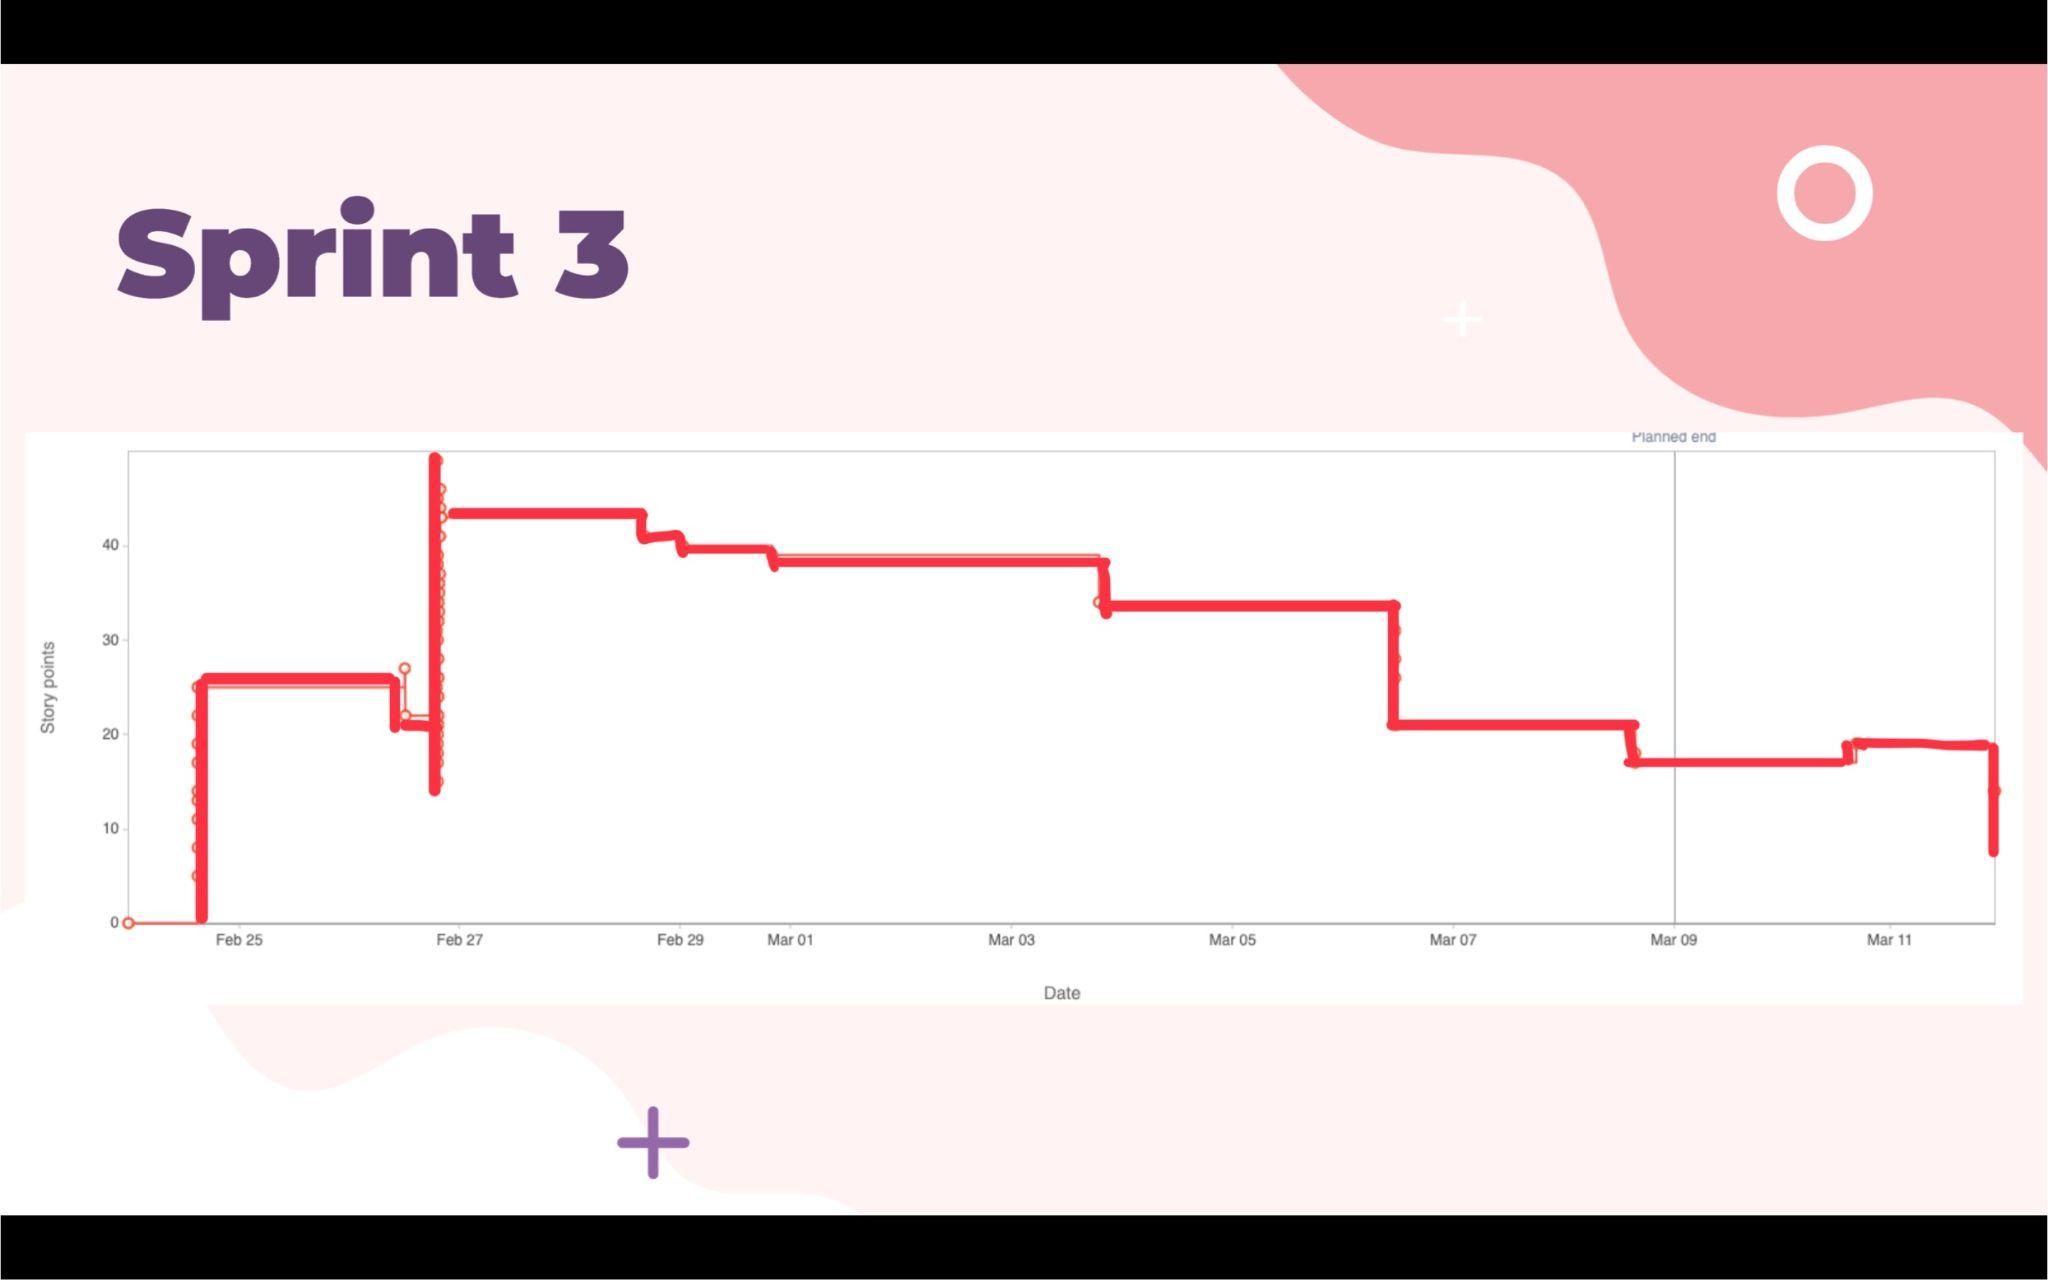 Sprint 3
Planned end
40
30
20
10
0
Story points
Feb 25 Feb 27 Feb 29 Mar 01 Mar 03 Mar 05 Mar 07 Mar 09 Mar 11
Date